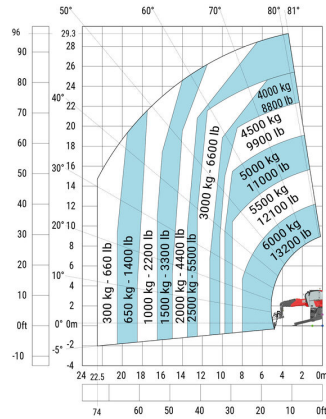 50° 60° 70° 80° 81°
96 29.3
90 28
26
80 24
40° 4000 kg
8800 lb
70 22
20 4500 kg
9900 lb
60 18
3000 kg - 6600 lb
5000 kg
11000 lb
50 30° 16
14 5500 kg
12100 lb
40 12
20° 10 6000 kg
13200 lb
30 8
300 kg - 660 lb
650 kg - 1400 lb
1000 kg - 2200 lb
1500 kg - 3300 lb
2000 kg - 4400 lb
2500 kg - 5500 lb
20 6
10° 4
10 2
0ft 0° 0m
-5° -2
-10 -4
24 22.5 20 18 16 14 12 10 8 6 4 2 0m
74 60 50 40 30 20 10 0ft